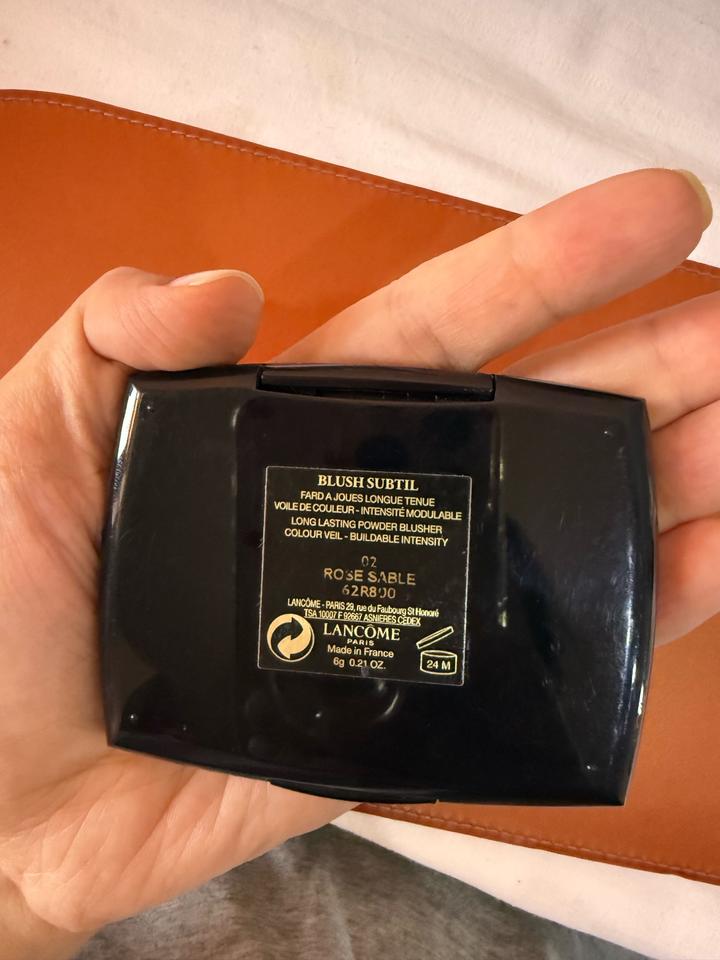 BLUSH SUBTIL
FARD A JOUES LONGUE TENUE
VOILE DE COULEUR - INTENSITÉ MODULABLE
LONG LASTING POWDER BLUSHER
COLOUR VEIL - BUILDABLE INTENSITY
02
ROSE SABLE
62R800
LANCÔME - PARIS 29, rue du Faubourg St Honoré
TSA 10007 F 92667 ASNIERES CEDEX
LANCÔME
PARIS
Made in France
6g 0.21 OZ.
24 M